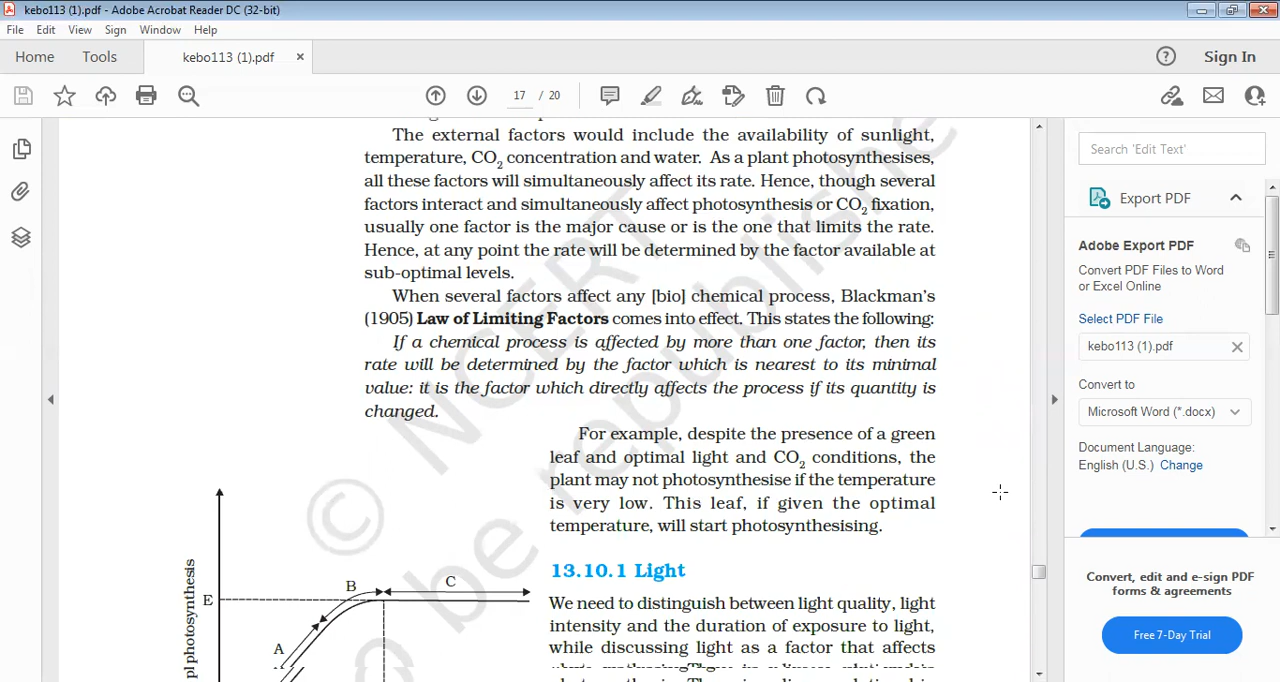 kebo113 (1).pdf - Adobe Acrobat Reader DC (32-bit)
File Edit View Sign Window Help
Home Tools kebo113 (1).pdf × Sign In
17 / 20
The external factors would include the availability of sunlight,
temperature, CO2 concentration and water. As a plant photosynthesises,
all these factors will simultaneously affect its rate. Hence, though several
factors interact and simultaneously affect photosynthesis or CO2 fixation,
usually one factor is the major cause or is the one that limits the rate.
Hence, at any point the rate will be determined by the factor available at
sub-optimal levels.
When several factors affect any [bio] chemical process, Blackman's
(1905) Law of Limiting Factors comes into effect. This states the following:
If a chemical process is affected by more than one factor, then its
rate will be determined by the factor which is nearest to its minimal
value: it is the factor which directly affects the process if its quantity is
changed.
For example, despite the presence of a green
leaf and optimal light and CO2 conditions, the
plant may not photosynthesise if the temperature
is very low. This leaf, if given the optimal
temperature, will start photosynthesising.
13.10.1 Light
We need to distinguish between light quality, light
intensity and the duration of exposure to light,
while discussing light as a factor that affects
photosynthesis
E
A
B
C
© NCERT
be republishe
Search 'Edit Text'
Export PDF
Adobe Export PDF
Convert PDF Files to Word
or Excel Online
Select PDF File
kebo113 (1).pdf
Convert to
Microsoft Word (*.docx)
Document Language:
English (U.S.) Change
Convert, edit and e-sign PDF
forms & agreements
Free 7-Day Trial